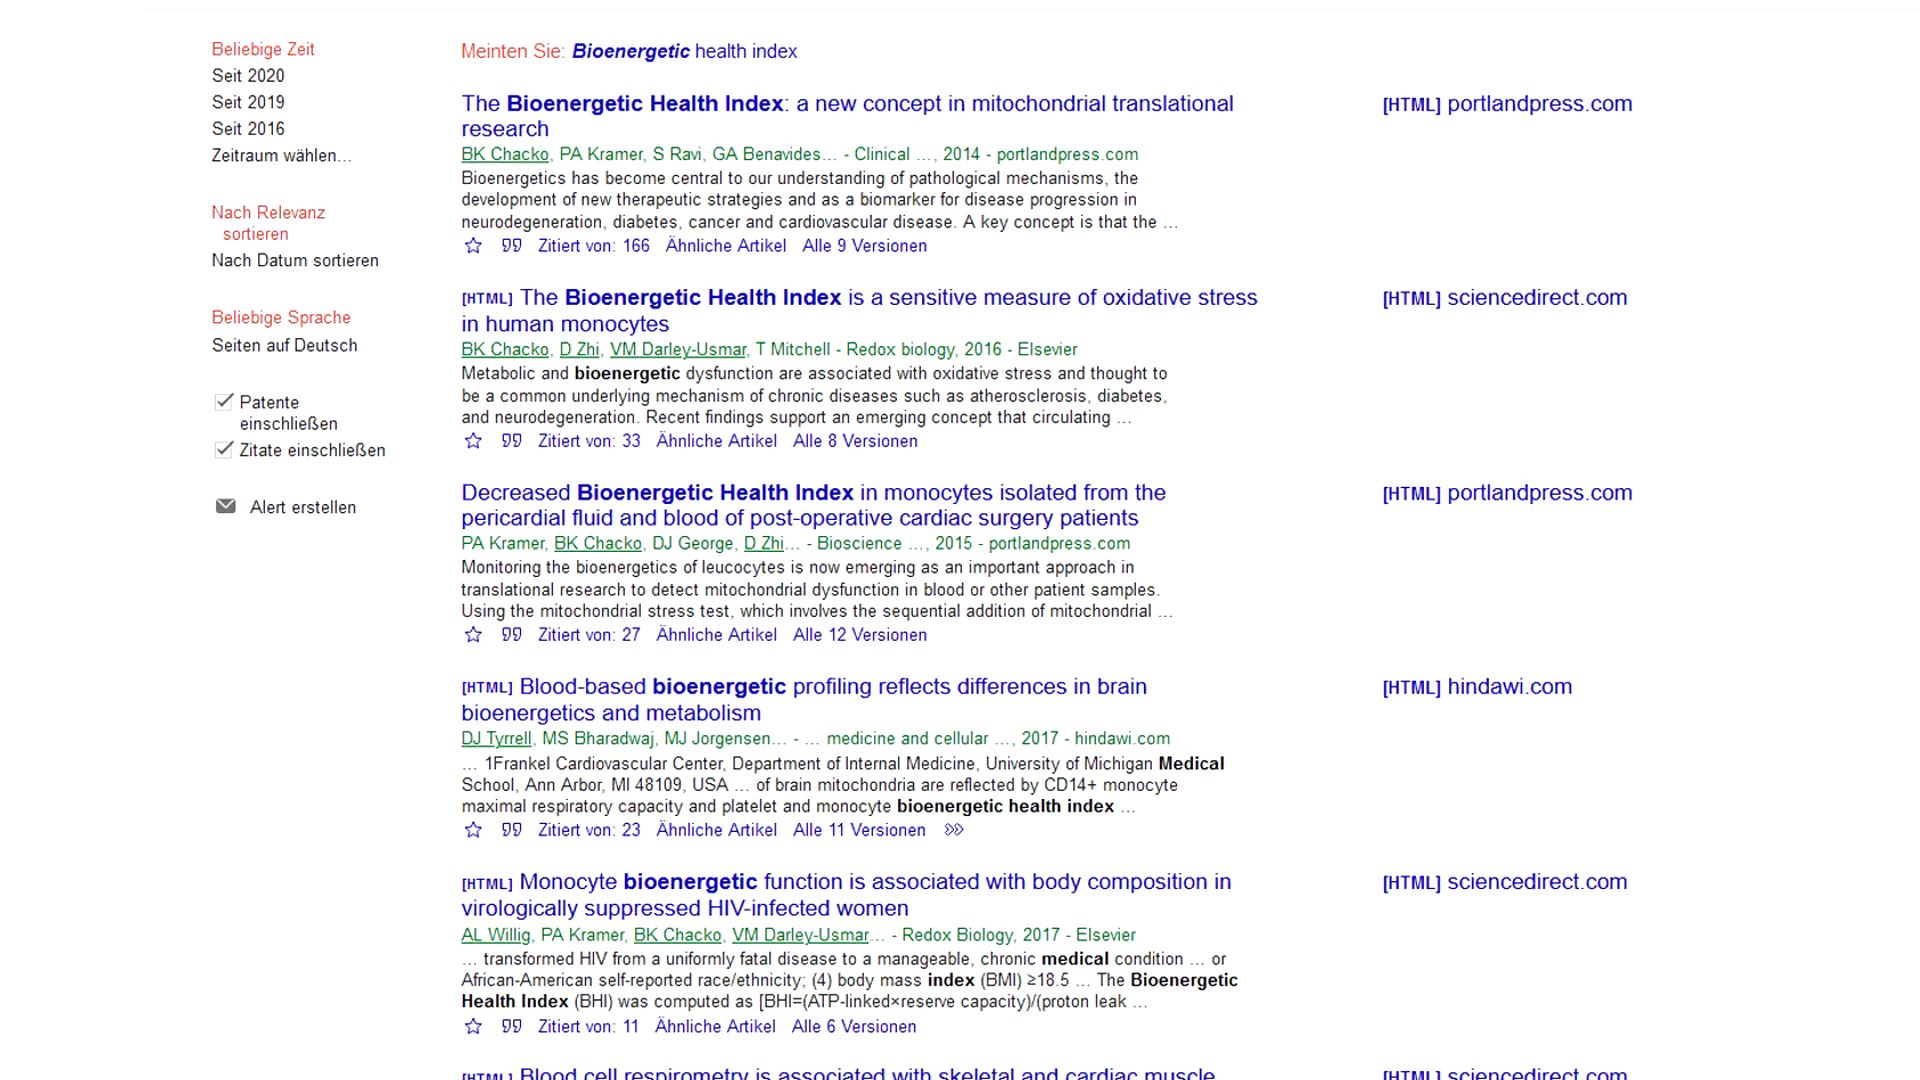 Beliebige Zeit
Seit 2020
Seit 2019
Seit 2016
Zeitraum wählen...
Nach Relevanz
sortieren
Nach Datum sortieren
Beliebige Sprache
Seiten auf Deutsch
Patente
einschließen
Zitate einschließen
Alert erstellen
Meinten Sie: Bioenergetic health index
The Bioenergetic Health Index: a new concept in mitochondrial translational
research
[HTML] portlandpress.com
BK Chacko, PA Kramer, S Ravi, GA Benavides... - Clinical ..., 2014 - portlandpress.com
Bioenergetics has become central to our understanding of pathological mechanisms, the
development of new therapeutic strategies and as a biomarker for disease progression in
neurodegeneration, diabetes, cancer and cardiovascular disease. A key concept is that the ...
Zitiert von: 166 Ähnliche Artikel Alle 9 Versionen
[HTML] The Bioenergetic Health Index is a sensitive measure of oxidative stress
in human monocytes
[HTML] sciencedirect.com
BK Chacko, D Zhi, VM Darley-Usmar, T Mitchell - Redox biology, 2016 - Elsevier
Metabolic and bioenergetic dysfunction are associated with oxidative stress and thought to
be a common underlying mechanism of chronic diseases such as atherosclerosis, diabetes,
and neurodegeneration. Recent findings support an emerging concept that circulating ...
Zitiert von: 33 Ähnliche Artikel Alle 8 Versionen
Decreased Bioenergetic Health Index in monocytes isolated from the
pericardial fluid and blood of post-operative cardiac surgery patients
[HTML] portlandpress.com
PA Kramer, BK Chacko, DJ George, D Zhi... - Bioscience ..., 2015 - portlandpress.com
Monitoring the bioenergetics of leucocytes is now emerging as an important approach in
translational research to detect mitochondrial dysfunction in blood or other patient samples.
Using the mitochondrial stress test, which involves the sequential addition of mitochondrial ...
Zitiert von: 27 Ähnliche Artikel Alle 12 Versionen
[HTML] Blood-based bioenergetic profiling reflects differences in brain
bioenergetics and metabolism
[HTML] hindawi.com
DJ Tyrrell, MS Bharadwaj, MJ Jorgensen... - ... medicine and cellular ..., 2017 - hindawi.com
... 1Frankel Cardiovascular Center, Department of Internal Medicine, University of Michigan Medical
School, Ann Arbor, MI 48109, USA ... of brain mitochondria are reflected by CD14+ monocyte
maximal respiratory capacity and platelet and monocyte bioenergetic health index ...
Zitiert von: 23 Ähnliche Artikel Alle 11 Versionen
[HTML] Monocyte bioenergetic function is associated with body composition in
virologically suppressed HIV-infected women
[HTML] sciencedirect.com
AL Willig, PA Kramer, BK Chacko, VM Darley-Usmar... - Redox Biology, 2017 - Elsevier
... transformed HIV from a uniformly fatal disease to a manageable, chronic medical condition ... or
African-American self-reported race/ethnicity; (4) body mass index (BMI) ≥18.5 ... The Bioenergetic
Health Index (BHI) was computed as [BHI=(ATP-linked×reserve capacity)/(proton leak ...
Zitiert von: 11 Ähnliche Artikel Alle 6 Versionen
[HTML] Blood cell respirometry is associated with skeletal and cardiac muscle
[HTML] sciencedirect.com